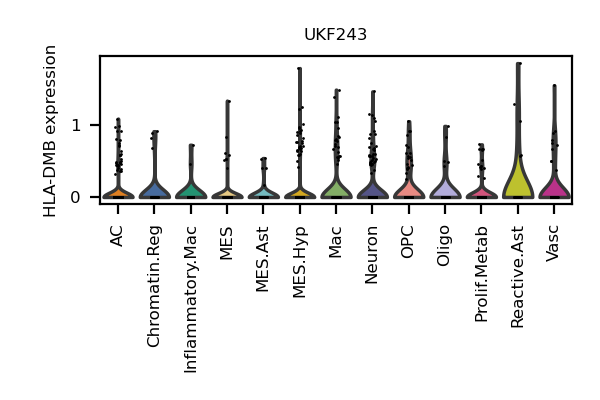 UKF243
HLA-DMB expression
1
0
AC
Chromatin.Reg
Inflammatory.Mac
MES
MES.Ast
MES.Hyp
Mac
Neuron
OPC
Oligo
Prolif.Metab
Reactive.Ast
Vasc